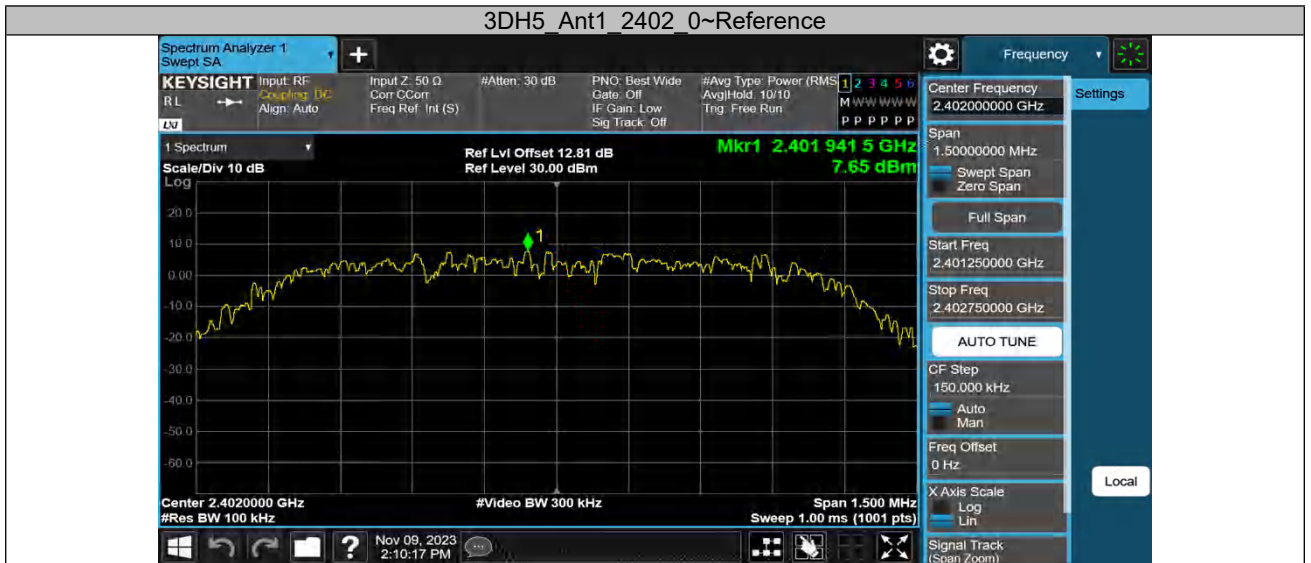 3DH5_Ant1_2402_0~Reference
Spectrum Analyzer 1
Swept SA
+
Frequency
KEYSIGHT
RL
LXI
Input: RF
Coupling: DC
Align: Auto
Input Z: 50 Ω
Corr CCorr
Freq Ref: Int (S)
#Atten: 30 dB
PNO: Best Wide
Gate: Off
IF Gain: Low
Sig Track: Off
#Avg Type: Power (RMS
Avg|Hold: 10/10
Trig: Free Run
1 2 3 4 5 6
M W W W W W
P P P P P P
Center Frequency
2.402000000 GHz
Settings
Span
1.50000000 MHz
Swept Span
Zero Span
Full Span
Start Freq
2.401250000 GHz
Stop Freq
2.402750000 GHz
AUTO TUNE
CF Step
150.000 kHz
Auto
Man
Freq Offset
0 Hz
X Axis Scale
Log
Lin
Local
Signal Track
(Span Zoom)
1 Spectrum
Scale/Div 10 dB
Ref Lvl Offset 12.81 dB
Ref Level 30.00 dBm
Mkr1 2.401 941 5 GHz
7.65 dBm
Log
20.0
10.0
0.00
-10.0
-20.0
-30.0
-40.0
-50.0
-60.0
1
Center 2.4020000 GHz
#Res BW 100 kHz
#Video BW 300 kHz
Span 1.500 MHz
Sweep 1.00 ms (1001 pts)
?
Nov 09, 2023
2:10:17 PM